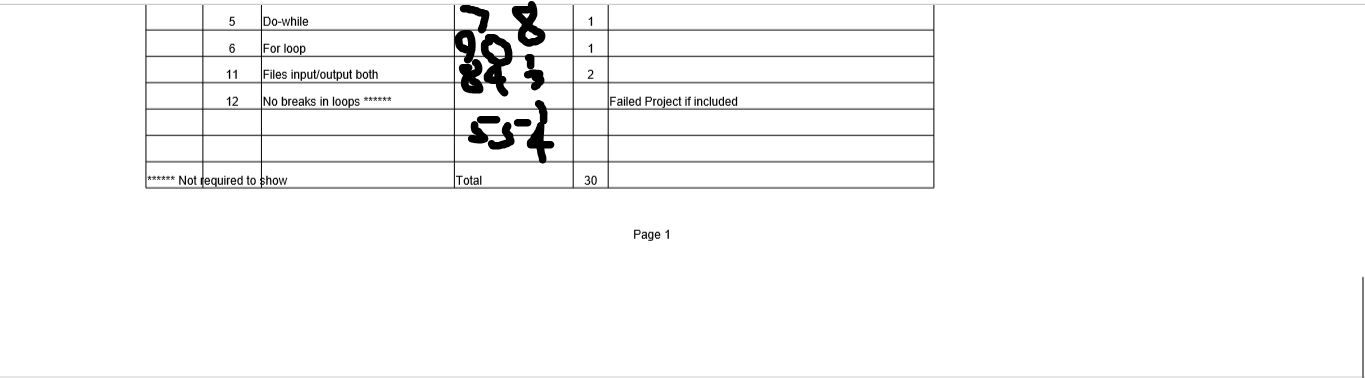 5 Do-while 7 8 1
6 For loop 90 1
11 Files input/output both 84 3 2
12 No breaks in loops ****** Failed Project if included
55-4
****** Not required to show Total 30
Page 1